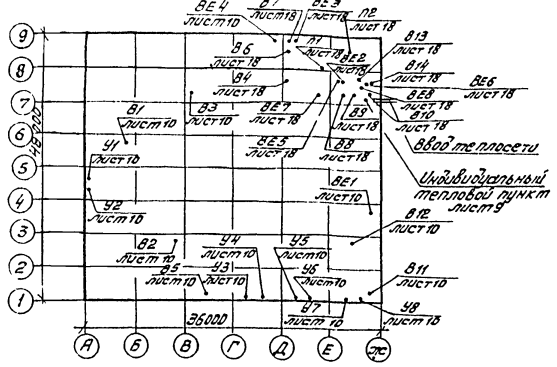 ВЕ4
лист 10
В7
лист 18
ВЕ3
лист 18
П2
лист 18
В6
лист 18
П1
лист 18
ВЕ2
лист 18
В13
лист 18
В14
лист 18
В4
лист 18
ВЕ6
лист 18
ВЕ8
лист 18
В10
лист 18
В1
лист 10
В3
лист 10
ВЕ7
лист 18
В9
лист 18
ВЕ5
лист 18
В8
лист 18
Ввод теплосети
У1
лист 10
У2
лист 10
ВЕ1
лист 10
Индивидуальный
тепловой пункт
лист 9
В12
лист 10
В2
лист 10
У4
лист 10
У5
лист 10
В5
лист 10
У3
лист 10
У6
лист 10
В11
лист 10
У7
лист 10
У8
лист 10
9
8
7
6
5
4
3
2
1
48000
36000
А Б В Г Д Е Ж